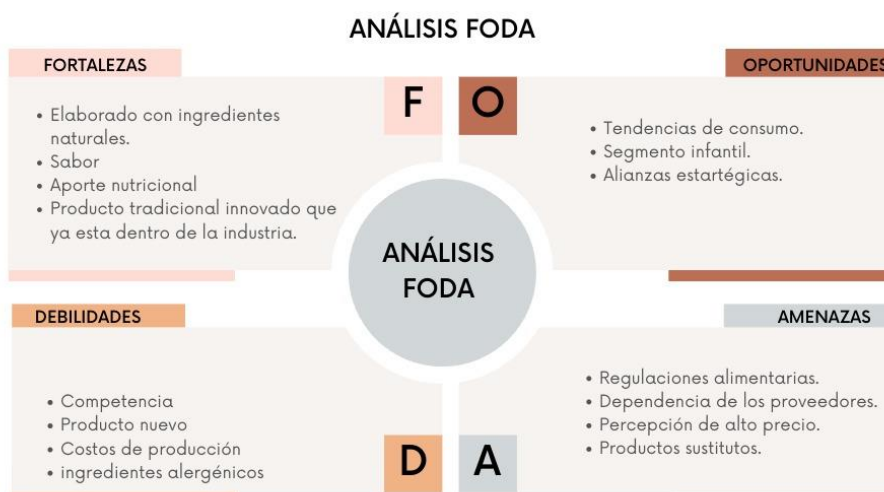 ANÁLISIS FODA
FORTALEZAS
F
• Elaborado con ingredientes
naturales.
• Sabor
• Aporte nutricional
• Producto tradicional innovado que
ya esta dentro de la industria.
OPORTUNIDADES
O
• Tendencias de consumo.
• Segmento infantil.
• Alianzas estartégicas.
ANÁLISIS
FODA
DEBILIDADES
• Competencia
• Producto nuevo
• Costos de producción
• ingredientes alergénicos
D
AMENAZAS
• Regulaciones alimentarias.
• Dependencia de los proveedores.
• Percepción de alto precio.
• Productos sustitutos.
A